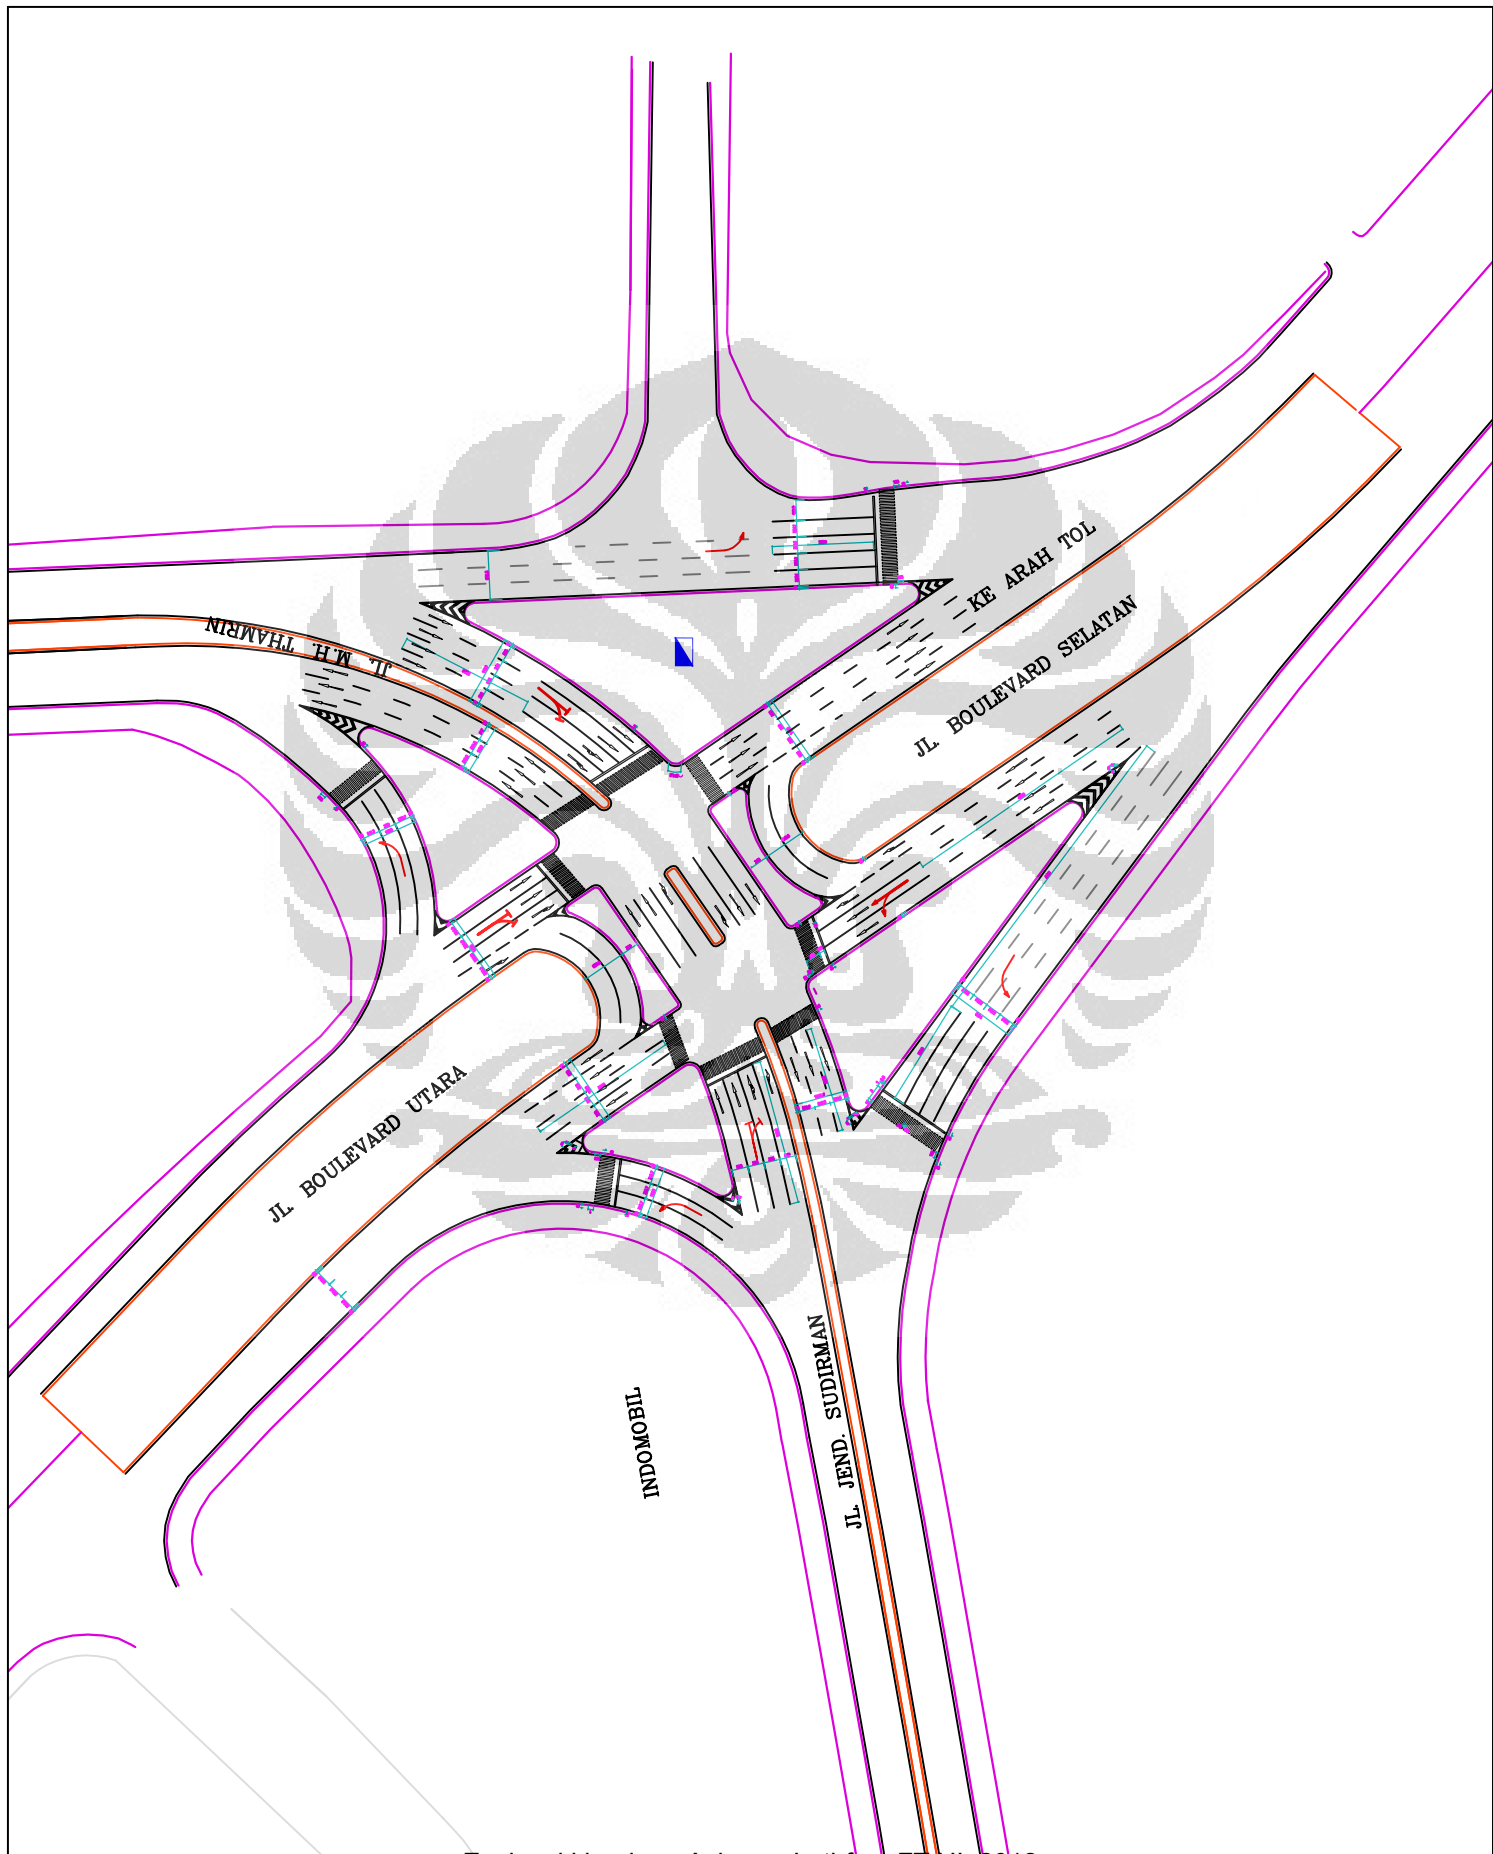 KE ARAH TOL
JL. BOULEVARD SELATAN
JL. M.H. THAMRIN
JL. BOULEVARD UTARA
JL. JEND. SUDIRMAN
INDOMOBIL